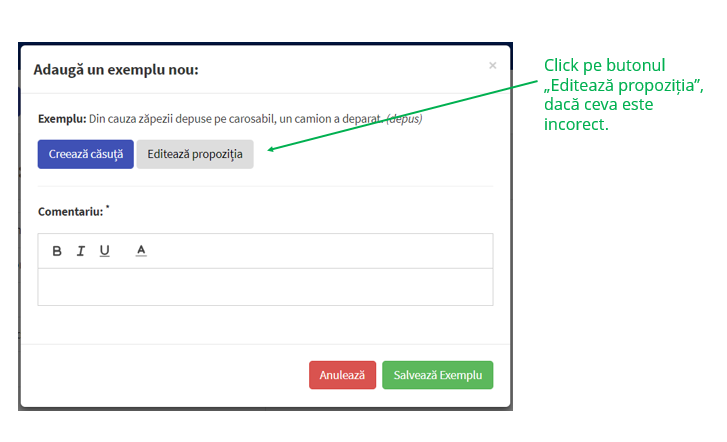 Adaugă un exemplu nou:
×
Click pe butonul
„Editează propoziția”,
dacă ceva este
incorect.
Exemplu: Din cauza zăpezii depuse pe carosabil, un camion a deparat. (depus)
Creează căsuță Editează propoziția
Comentariu: *
B I U A
Anulează Salvează Exemplu